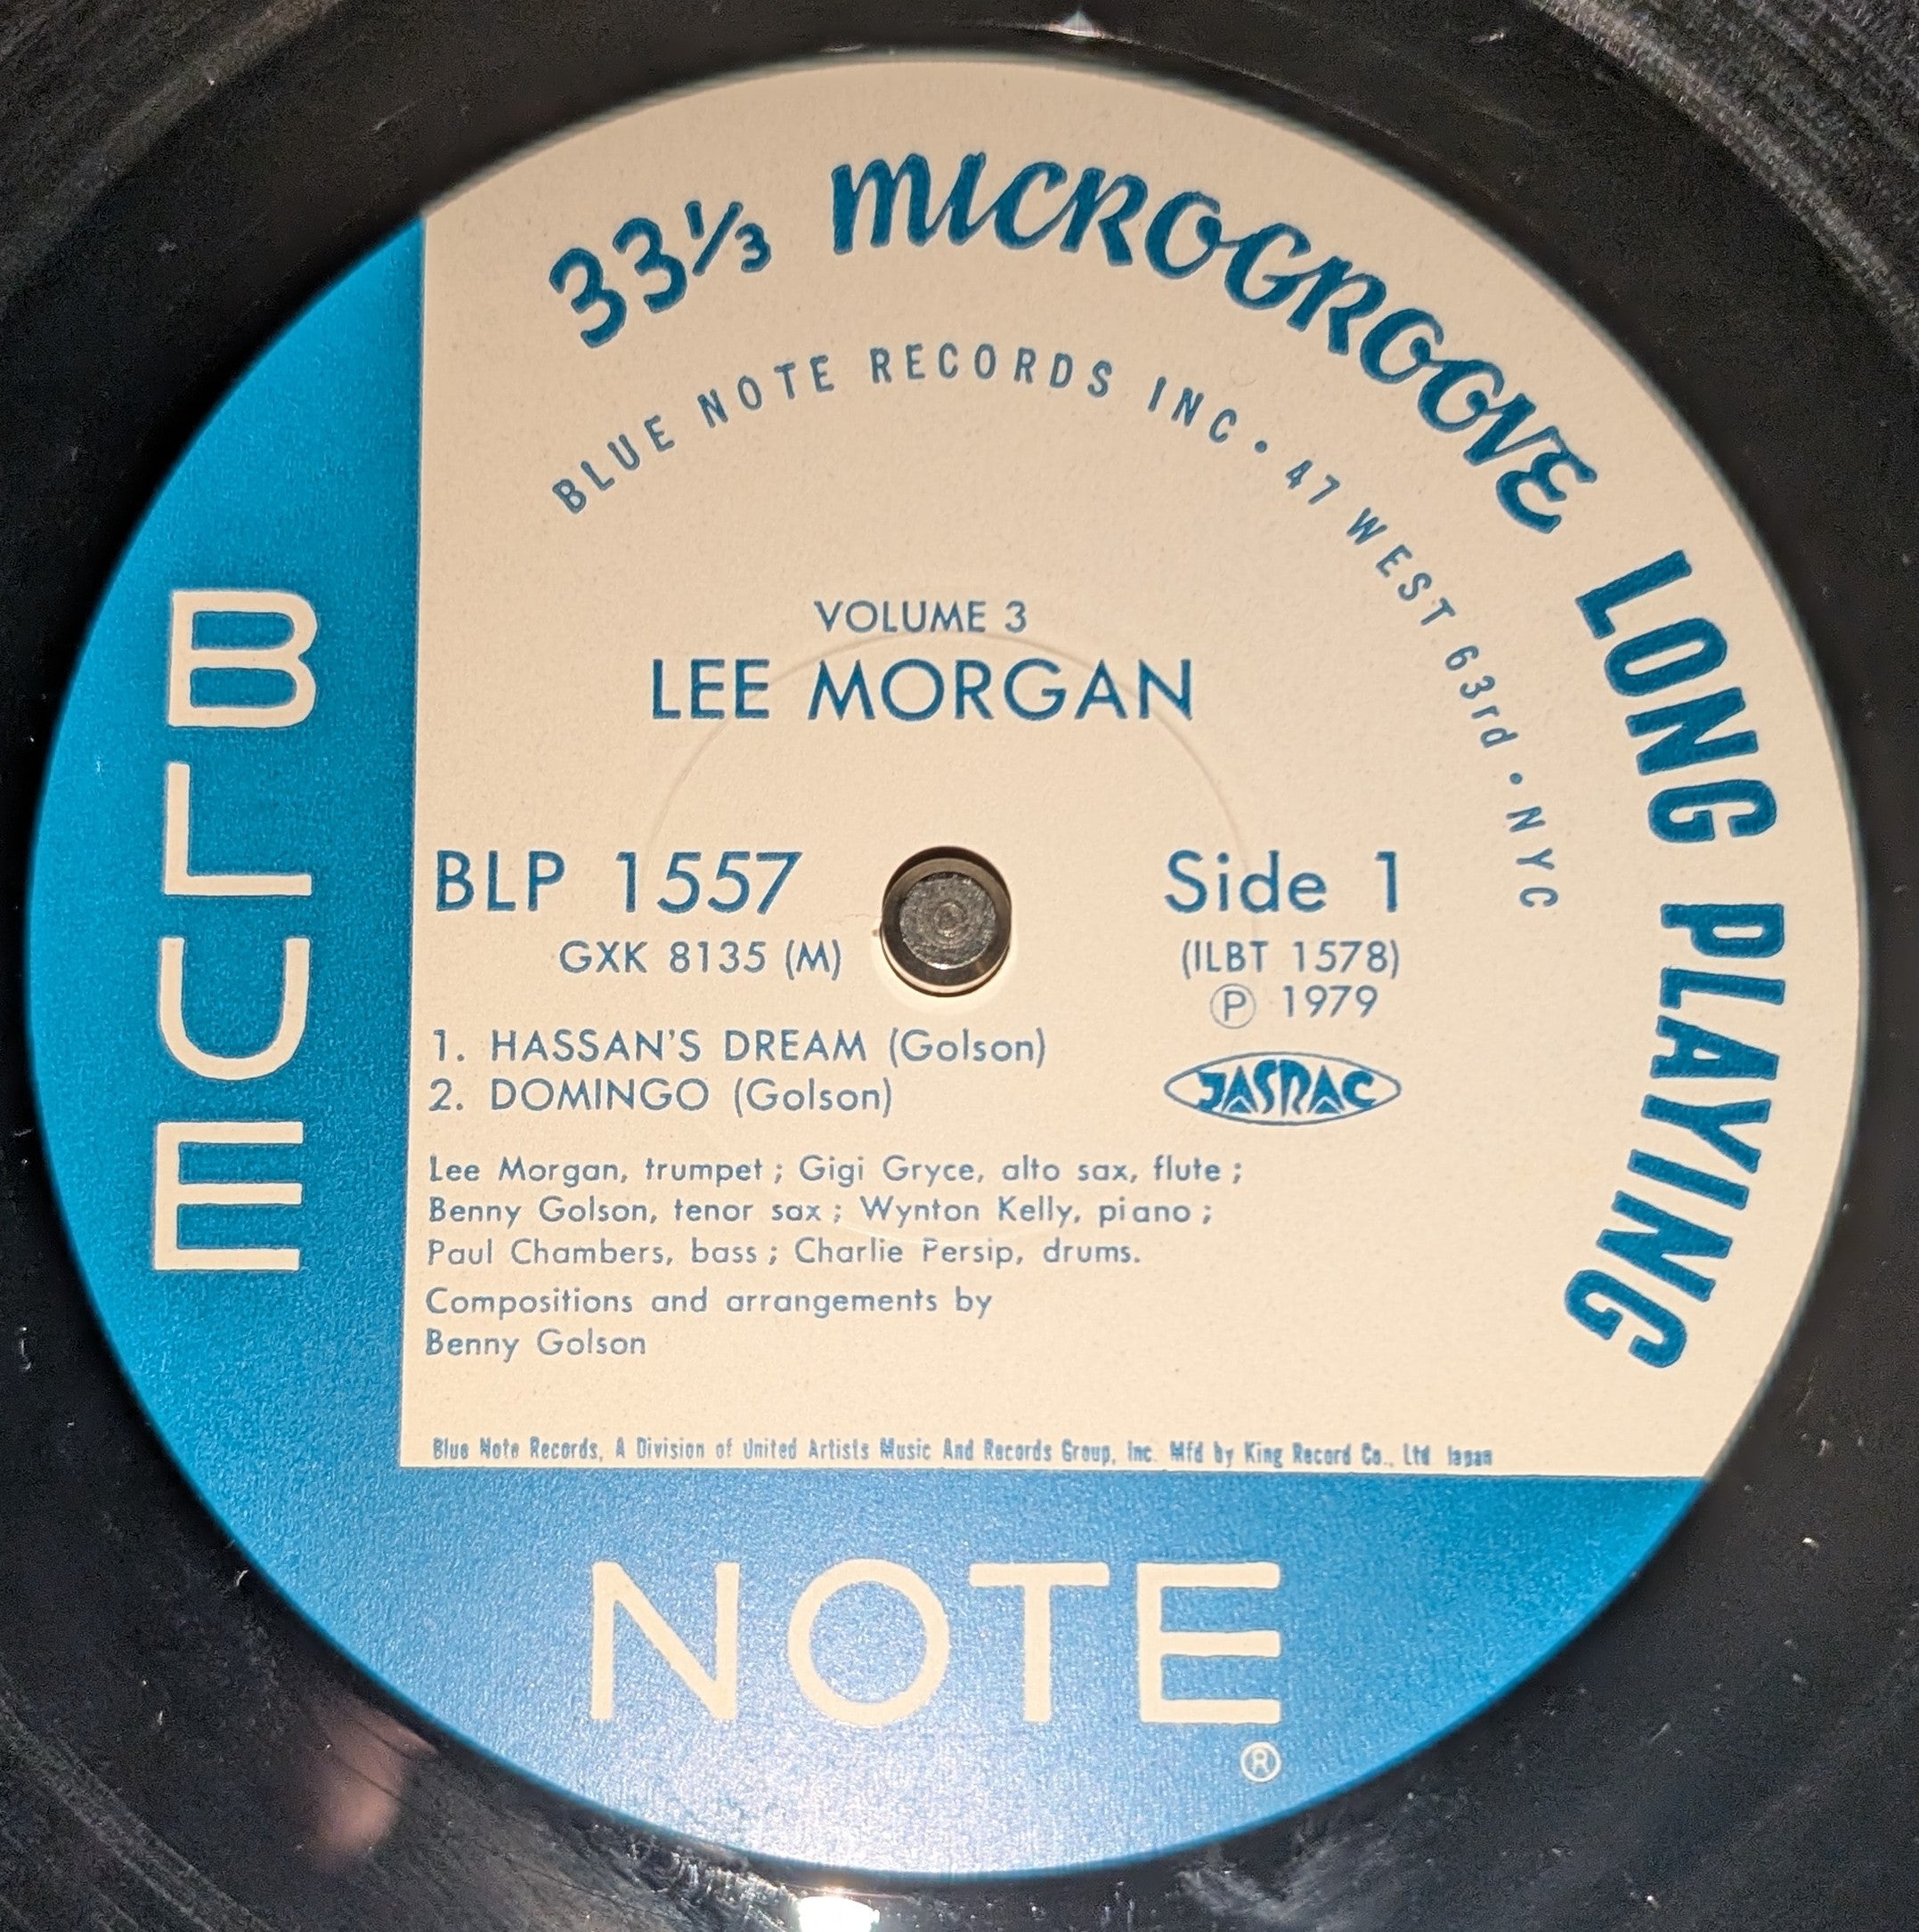 33⅓ MICROGROOVE LONG PLAYING
BLUE NOTE RECORDS INC • 47 WEST 63rd • NYC
VOLUME 3
LEE MORGAN
BLP 1557
Side 1
GXK 8135 (M)
(ILBT 1578)
Ⓟ 1979
1. HASSAN'S DREAM (Golson)
2. DOMINGO (Golson)
JASRAC
Lee Morgan, trumpet ; Gigi Gryce, alto sax, flute ;
Benny Golson, tenor sax ; Wynton Kelly, piano ;
Paul Chambers, bass ; Charlie Persip, drums.
Compositions and arrangements by
Benny Golson
Blue Note Records, A Division of United Artists Music And Records Group, Inc. Mfd by King Record Co., Ltd Japan
BLUE
NOTE
®